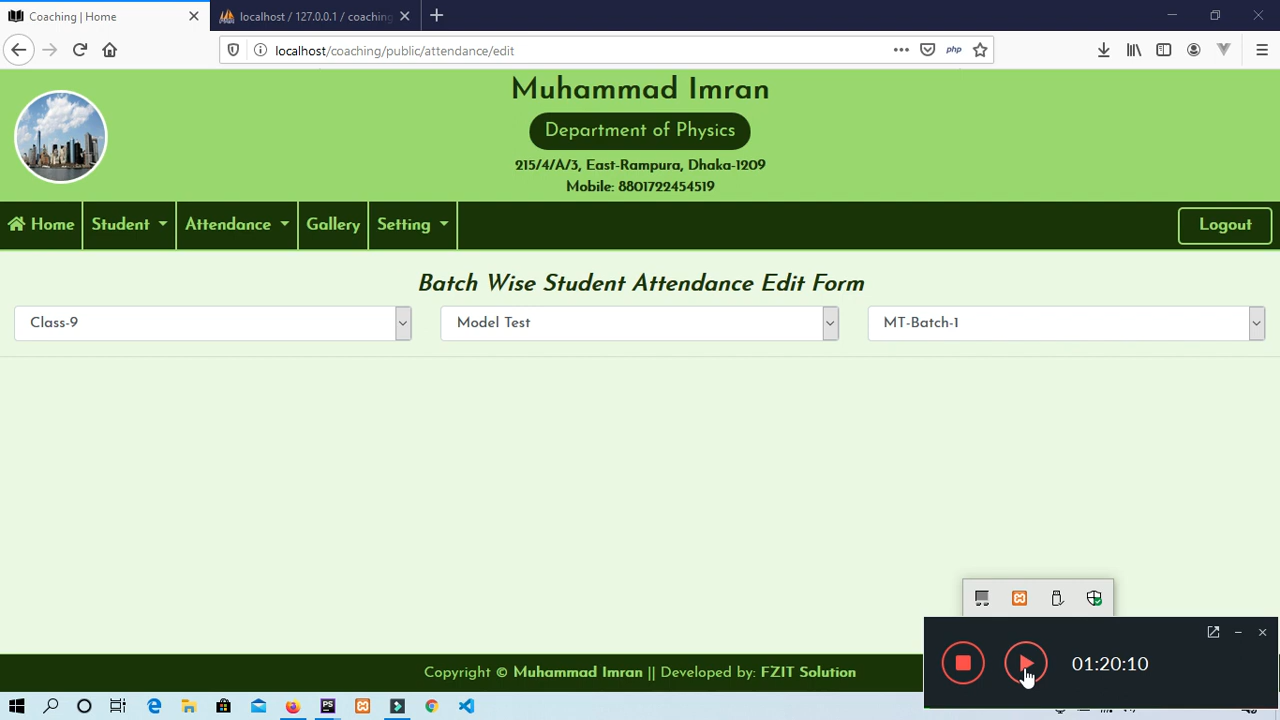 Coaching | Home
localhost / 127.0.0.1 / coaching
localhost/coaching/public/attendance/edit
php
Muhammad Imran
Department of Physics
215/4/A/3, East-Rampura, Dhaka-1209
Mobile: 8801722454519
Home
Student
Attendance
Gallery
Setting
Logout
Batch Wise Student Attendance Edit Form
Class-9
Model Test
MT-Batch-1
01:20:10
Copyright © Muhammad Imran || Developed by: FZIT Solution